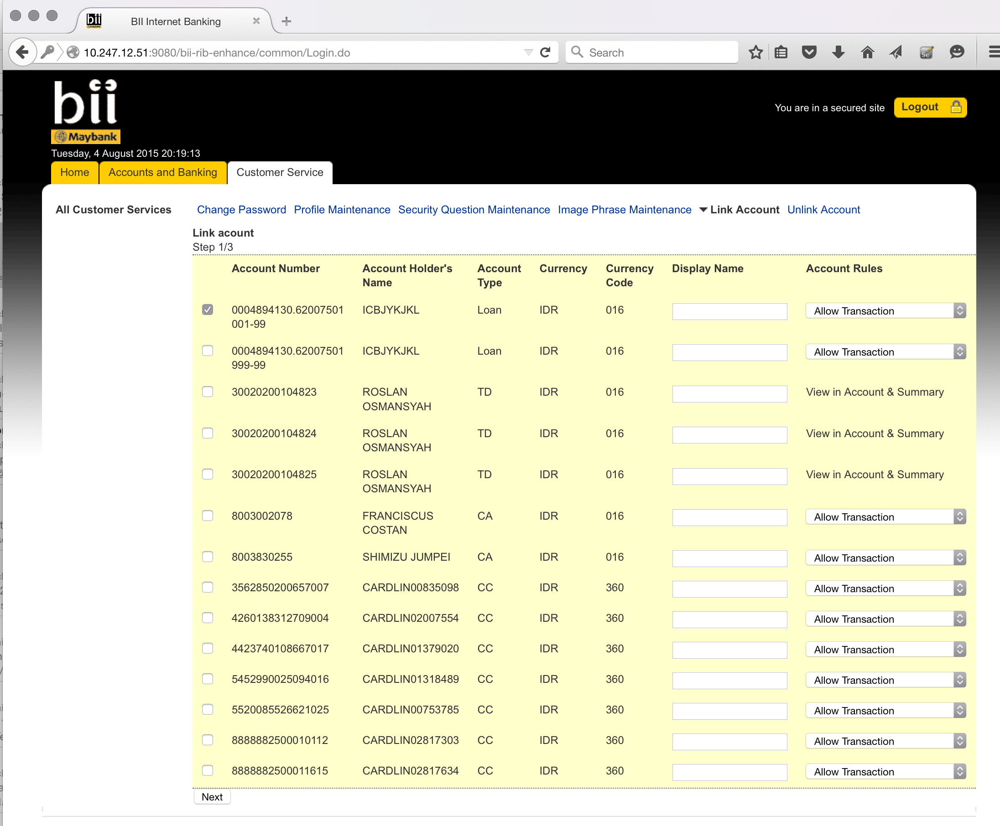 bii
Maybank
BII Internet Banking
10.247.12.51:9080/bii-rib-enhance/common/Login.do
Search
Se
bii
Maybank
You are in a secured site
Logout
Tuesday, 4 August 2015 20:19:13
Home Accounts and Banking Customer Service
All Customer Services
Change Password Profile Maintenance Security Question Maintenance Image Phrase Maintenance Link Account Unlink Account
Link acount
Step 1/3
Account Number Account Holder's Account Currency Currency Display Name Account Rules
Name Type Code
0004894130.62007501 ICBJYKJKL Loan IDR 016 Allow Transaction
001-99
0004894130.62007501 ICBJYKJKL Loan IDR 016 Allow Transaction
999-99
30020200104823 ROSLAN TD IDR 016 View in Account & Summary
OSMANSYAH
30020200104824 ROSLAN TD IDR 016 View in Account & Summary
OSMANSYAH
30020200104825 ROSLAN TD IDR 016 View in Account & Summary
OSMANSYAH
8003002078 FRANCISCUS CA IDR 016 Allow Transaction
COSTAN
8003830255 SHIMIZU JUMPEI CA IDR 016 Allow Transaction
3562850200657007 CARDLIN00835098 CC IDR 360 Allow Transaction
4260138312709004 CARDLIN02007554 CC IDR 360 Allow Transaction
4423740108667017 CARDLIN01379020 CC IDR 360 Allow Transaction
5452990025094016 CARDLIN01318489 CC IDR 360 Allow Transaction
5520085526621025 CARDLIN00753785 CC IDR 360 Allow Transaction
8888882500010112 CARDLIN02817303 CC IDR 360 Allow Transaction
8888882500011615 CARDLIN02817634 CC IDR 360 Allow Transaction
Next